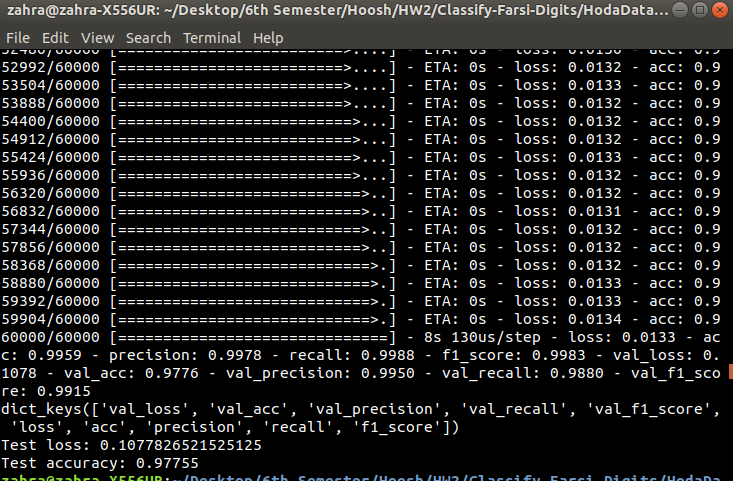 zahra@zahra-X556UR: ~/Desktop/6th Semester/Hoosh/HW2/Classify-Farsi-Digits/HodaData...
File Edit View Search Terminal Help
52480/60000 [==========================>....] - ETA: 0s - loss: 0.0130 - acc: 0.9
52992/60000 [=========================>....] - ETA: 0s - loss: 0.0132 - acc: 0.9
53504/60000 [=========================>....] - ETA: 0s - loss: 0.0133 - acc: 0.9
53888/60000 [=========================>....] - ETA: 0s - loss: 0.0132 - acc: 0.9
54400/60000 [==========================>...] - ETA: 0s - loss: 0.0132 - acc: 0.9
54912/60000 [==========================>...] - ETA: 0s - loss: 0.0132 - acc: 0.9
55424/60000 [==========================>...] - ETA: 0s - loss: 0.0133 - acc: 0.9
55936/60000 [==========================>...] - ETA: 0s - loss: 0.0132 - acc: 0.9
56320/60000 [===========================>..] - ETA: 0s - loss: 0.0132 - acc: 0.9
56832/60000 [===========================>..] - ETA: 0s - loss: 0.0131 - acc: 0.9
57344/60000 [===========================>..] - ETA: 0s - loss: 0.0132 - acc: 0.9
57856/60000 [===========================>..] - ETA: 0s - loss: 0.0132 - acc: 0.9
58368/60000 [============================>.] - ETA: 0s - loss: 0.0132 - acc: 0.9
58880/60000 [============================>.] - ETA: 0s - loss: 0.0133 - acc: 0.9
59392/60000 [============================>.] - ETA: 0s - loss: 0.0133 - acc: 0.9
59904/60000 [============================>.] - ETA: 0s - loss: 0.0134 - acc: 0.9
60000/60000 [==============================] - 8s 130us/step - loss: 0.0133 - ac
c: 0.9959 - precision: 0.9978 - recall: 0.9988 - f1_score: 0.9983 - val_loss: 0.
1078 - val_acc: 0.9776 - val_precision: 0.9950 - val_recall: 0.9880 - val_f1_sco
re: 0.9915
dict_keys(['val_loss', 'val_acc', 'val_precision', 'val_recall', 'val_f1_score',
'loss', 'acc', 'precision', 'recall', 'f1_score'])
Test loss: 0.1077826521525125
Test accuracy: 0.97755
zahra@zahra-X556UR:~/Desktop/6th Semester/Hoosh/HW2/Classify-Farsi-Digits/HodaDa